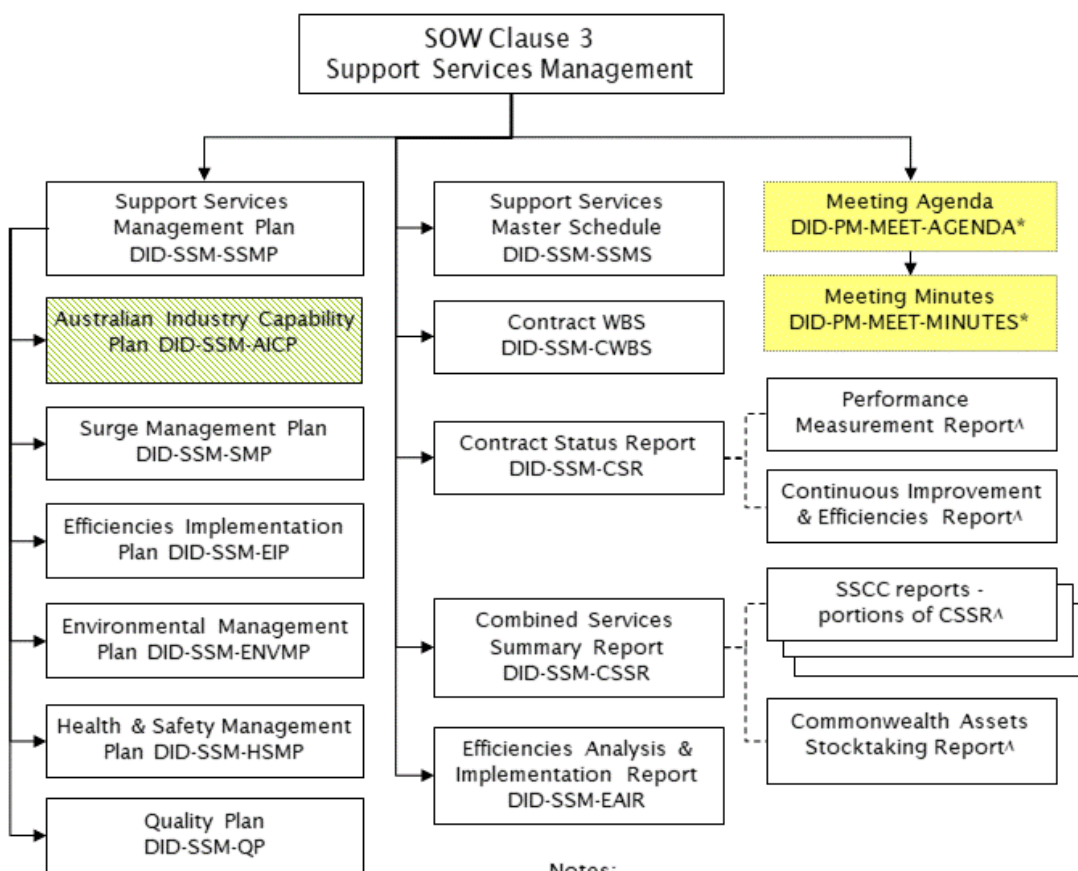 SOW Clause 3
Support Services Management
Support Services
Management Plan
DID-SSM-SSMP
Australian Industry Capability
Plan DID-SSM-AICP
Surge Management Plan
DID-SSM-SMP
Efficiencies Implementation
Plan DID-SSM-EIP
Environmental Management
Plan DID-SSM-ENVMP
Health & Safety Management
Plan DID-SSM-HSMP
Quality Plan
DID-SSM-QP
Support Services
Master Schedule
DID-SSM-SSMS
Contract WBS
DID-SSM-CWBS
Contract Status Report
DID-SSM-CSR
Combined Services
Summary Report
DID-SSM-CSSR
Efficiencies Analysis &
Implementation Report
DID-SSM-EAIR
Meeting Agenda
DID-PM-MEET-AGENDA*
Meeting Minutes
DID-PM-MEET-MINUTES*
Performance
Measurement Report^
Continuous Improvement
& Efficiencies Report^
SSCC reports -
portions of CSSR^
Commonwealth Assets
Stocktaking Report^
Notes: